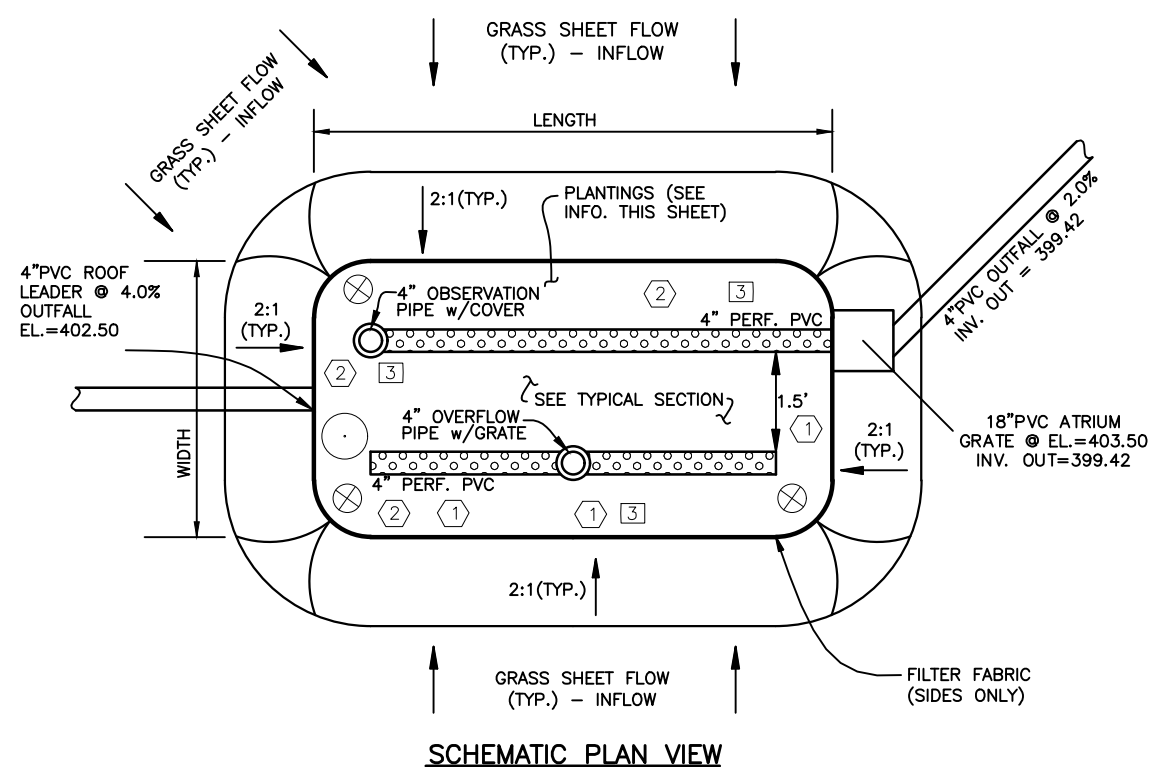 GRASS SHEET FLOW
(TYP.) – INFLOW
GRASS SHEET FLOW
(TYP.) – INFLOW
LENGTH
2:1(TYP.)
PLANTINGS (SEE
INFO. THIS SHEET)
4"PVC OUTFALL @ 2.0%
INV. OUT = 399.42
4"PVC ROOF
LEADER @ 4.0%
OUTFALL
EL.=402.50
2:1
(TYP.)
4" OBSERVATION
PIPE w/COVER
2
3
4" PERF. PVC
2
3
SEE TYPICAL SECTION
1.5'
4" OVERFLOW
PIPE w/GRATE
1
2:1
(TYP.)
18"PVC ATRIUM
GRATE @ EL.=403.50
INV. OUT=399.42
WIDTH
4" PERF. PVC
2
1
1
3
2:1(TYP.)
GRASS SHEET FLOW
(TYP.) – INFLOW
FILTER FABRIC
(SIDES ONLY)
SCHEMATIC PLAN VIEW